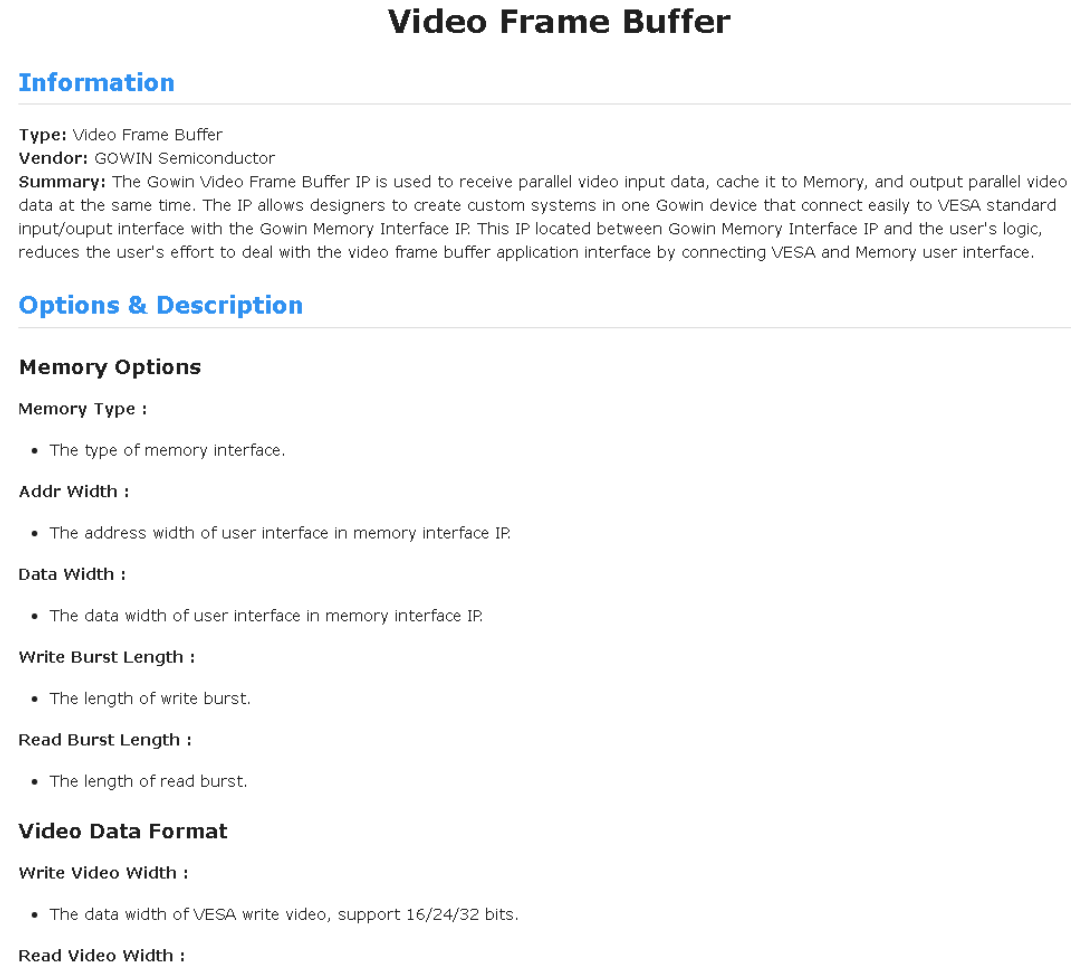 Video Frame Buffer
Information
Type: Video Frame Buffer
Vendor: GOWIN Semiconductor
Summary: The Gowin Video Frame Buffer IP is used to receive parallel video input data, cache it to Memory, and output parallel video
data at the same time. The IP allows designers to create custom systems in one Gowin device that connect easily to VESA standard
input/ouput interface with the Gowin Memory Interface IP. This IP located between Gowin Memory Interface IP and the user's logic,
reduces the user's effort to deal with the video frame buffer application interface by connecting VESA and Memory user interface.
Options & Description
Memory Options
Memory Type :
• The type of memory interface.
Addr Width :
• The address width of user interface in memory interface IP.
Data Width :
• The data width of user interface in memory interface IP.
Write Burst Length :
• The length of write burst.
Read Burst Length :
• The length of read burst.
Video Data Format
Write Video Width :
• The data width of VESA write video, support 16/24/32 bits.
Read Video Width :